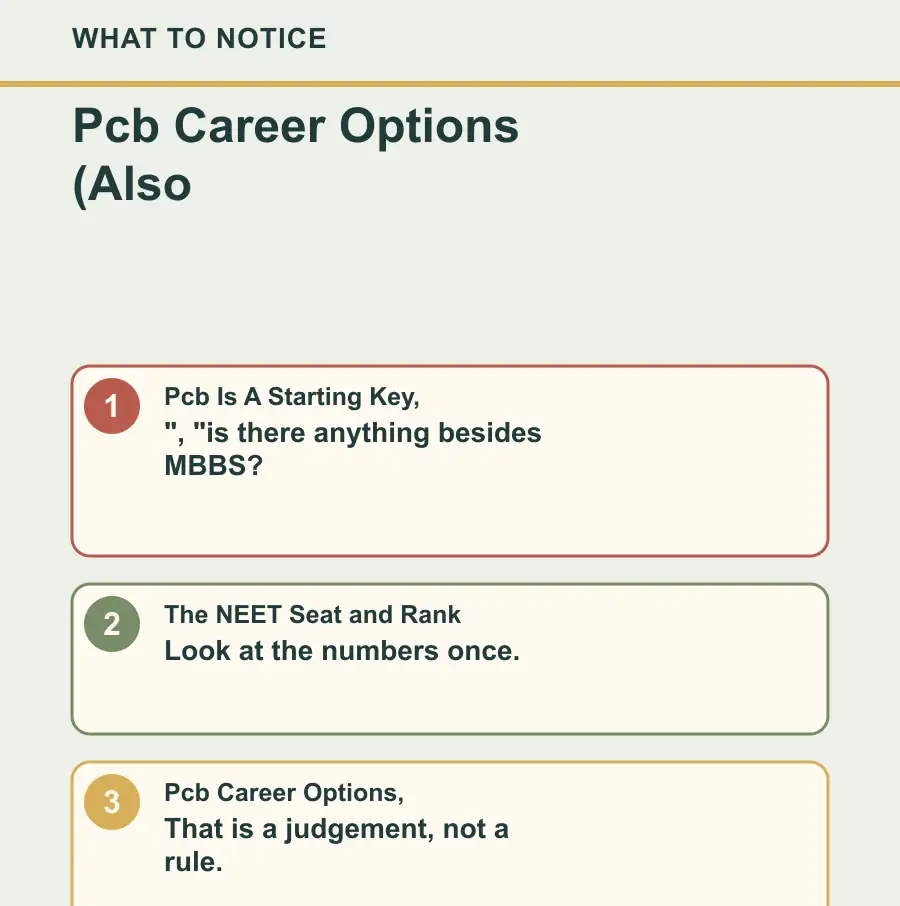 WHAT TO NOTICE
Pcb Career Options
(Also
1
Pcb Is A Starting Key,
", "is there anything besides
MBBS?
2
The NEET Seat and Rank
Look at the numbers once.
3
Pcb Career Options,
That is a judgement, not a
rule.